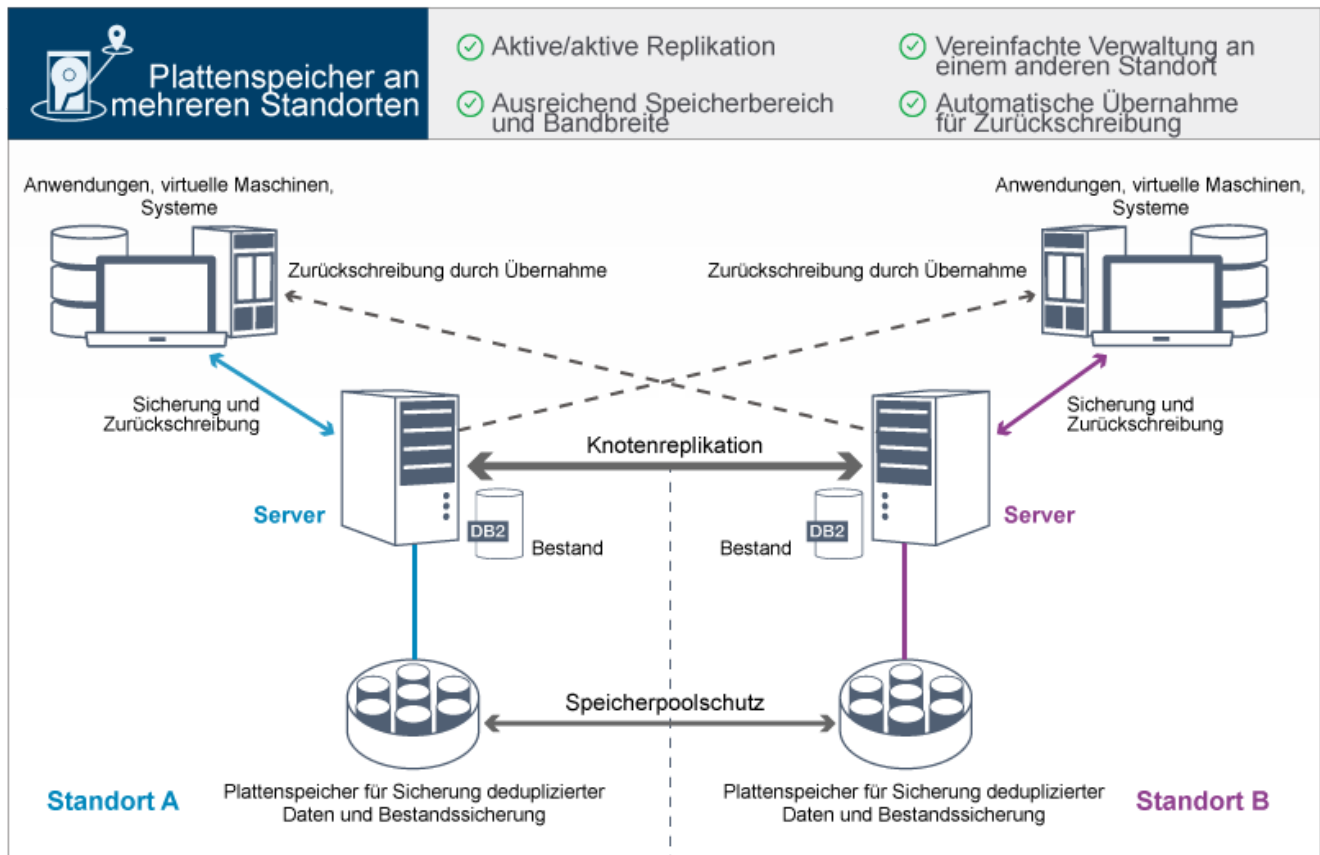 Plattenspeicher an
mehreren Standorten
Aktive/aktive Replikation
Ausreichend Speicherbereich
und Bandbreite
Vereinfachte Verwaltung an
einem anderen Standort
Automatische Übernahme
für Zurückschreibung
Anwendungen, virtuelle Maschinen,
Systeme
Anwendungen, virtuelle Maschinen,
Systeme
Zurückschreibung durch Übernahme
Zurückschreibung durch Übernahme
Sicherung und
Zurückschreibung
Sicherung und
Zurückschreibung
Knotenreplikation
Server
Server
DB2
Bestand
Bestand
DB2
Speicherpoolschutz
Standort A
Plattenspeicher für Sicherung deduplizierter
Daten und Bestandssicherung
Plattenspeicher für Sicherung deduplizierter
Daten und Bestandssicherung
Standort B